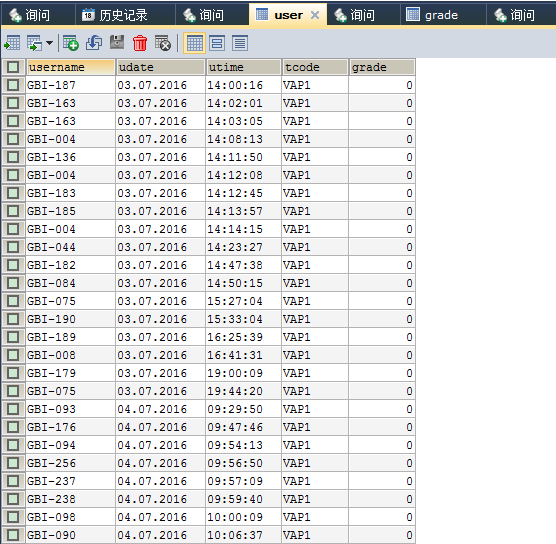 询问 历史记录 询问 user 询问 grade 询问
username udate utime tcode grade
GBI-187 03.07.2016 14:00:16 VAP1 0
GBI-163 03.07.2016 14:02:01 VAP1 0
GBI-163 03.07.2016 14:03:05 VAP1 0
GBI-004 03.07.2016 14:08:13 VAP1 0
GBI-136 03.07.2016 14:11:50 VAP1 0
GBI-004 03.07.2016 14:12:08 VAP1 0
GBI-183 03.07.2016 14:12:45 VAP1 0
GBI-185 03.07.2016 14:13:57 VAP1 0
GBI-004 03.07.2016 14:14:15 VAP1 0
GBI-044 03.07.2016 14:23:27 VAP1 0
GBI-182 03.07.2016 14:47:38 VAP1 0
GBI-084 03.07.2016 14:50:15 VAP1 0
GBI-075 03.07.2016 15:27:04 VAP1 0
GBI-190 03.07.2016 15:33:04 VAP1 0
GBI-189 03.07.2016 16:25:39 VAP1 0
GBI-008 03.07.2016 16:41:31 VAP1 0
GBI-179 03.07.2016 19:00:09 VAP1 0
GBI-075 03.07.2016 19:44:20 VAP1 0
GBI-093 04.07.2016 09:29:50 VAP1 0
GBI-176 04.07.2016 09:47:46 VAP1 0
GBI-094 04.07.2016 09:54:13 VAP1 0
GBI-256 04.07.2016 09:56:50 VAP1 0
GBI-237 04.07.2016 09:57:09 VAP1 0
GBI-238 04.07.2016 09:59:40 VAP1 0
GBI-098 04.07.2016 10:00:09 VAP1 0
GBI-090 04.07.2016 10:06:37 VAP1 0